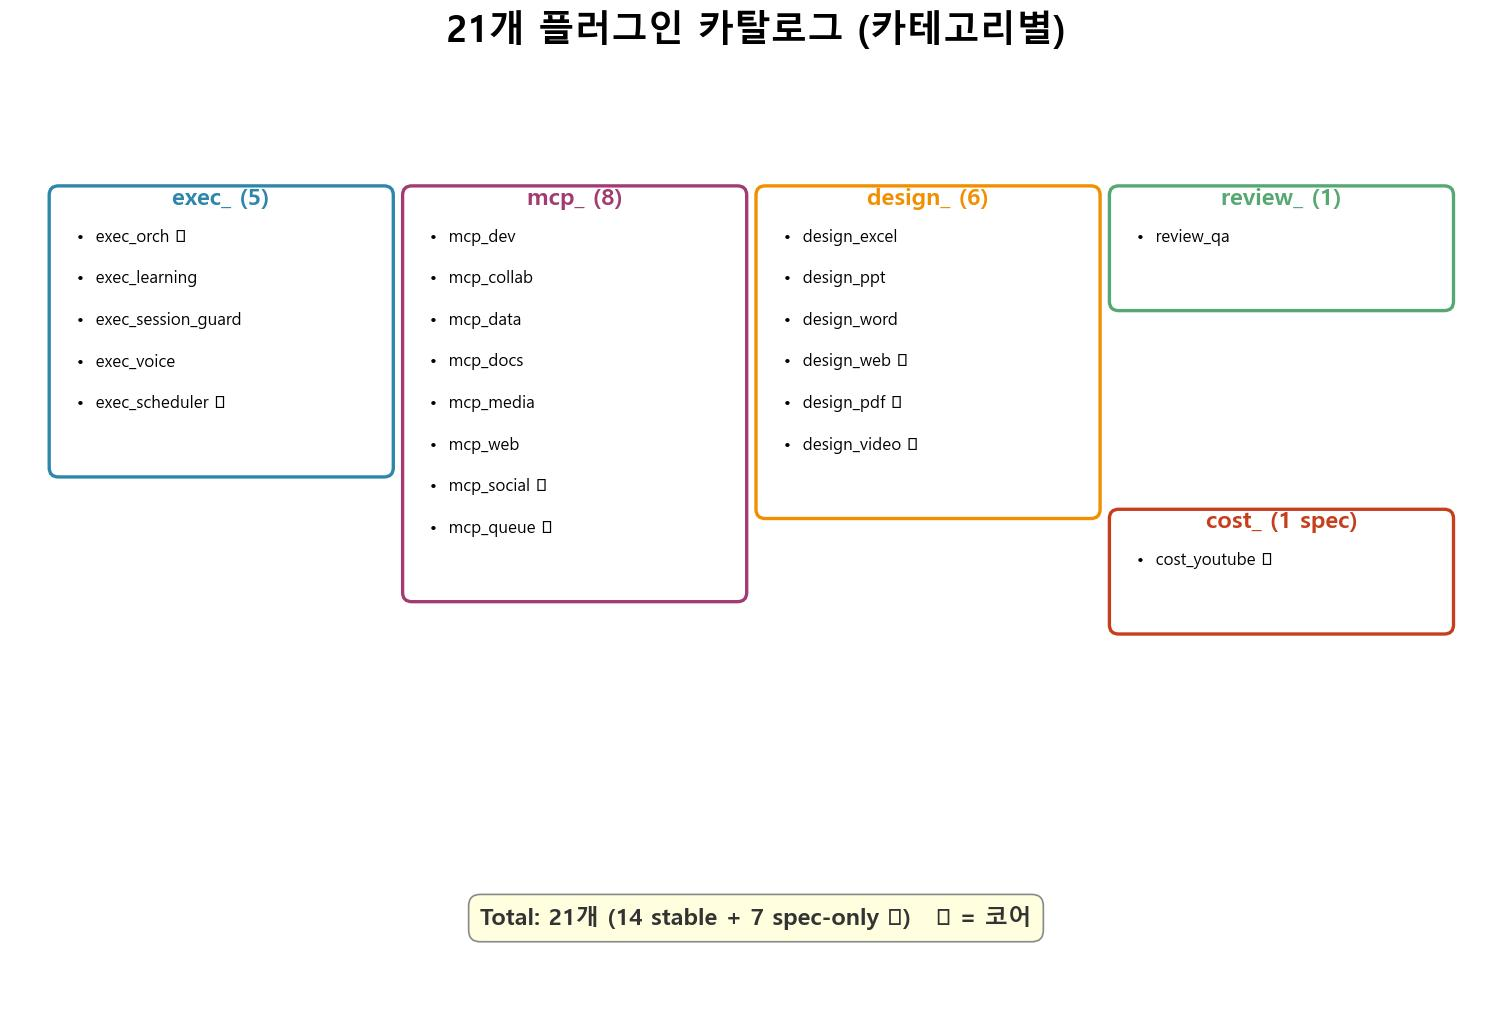 21개 플러그인 카탈로그 (카테고리별)
exec_ (5)
• exec_orch ▯
• exec_learning
• exec_session_guard
• exec_voice
• exec_scheduler ▯
mcp_ (8)
• mcp_dev
• mcp_collab
• mcp_data
• mcp_docs
• mcp_media
• mcp_web
• mcp_social ▯
• mcp_queue ▯
design_ (6)
• design_excel
• design_ppt
• design_word
• design_web ▯
• design_pdf ▯
• design_video ▯
review_ (1)
• review_qa
cost_ (1 spec)
• cost_youtube ▯
Total: 21개 (14 stable + 7 spec-only ▯) ▯ = 코어